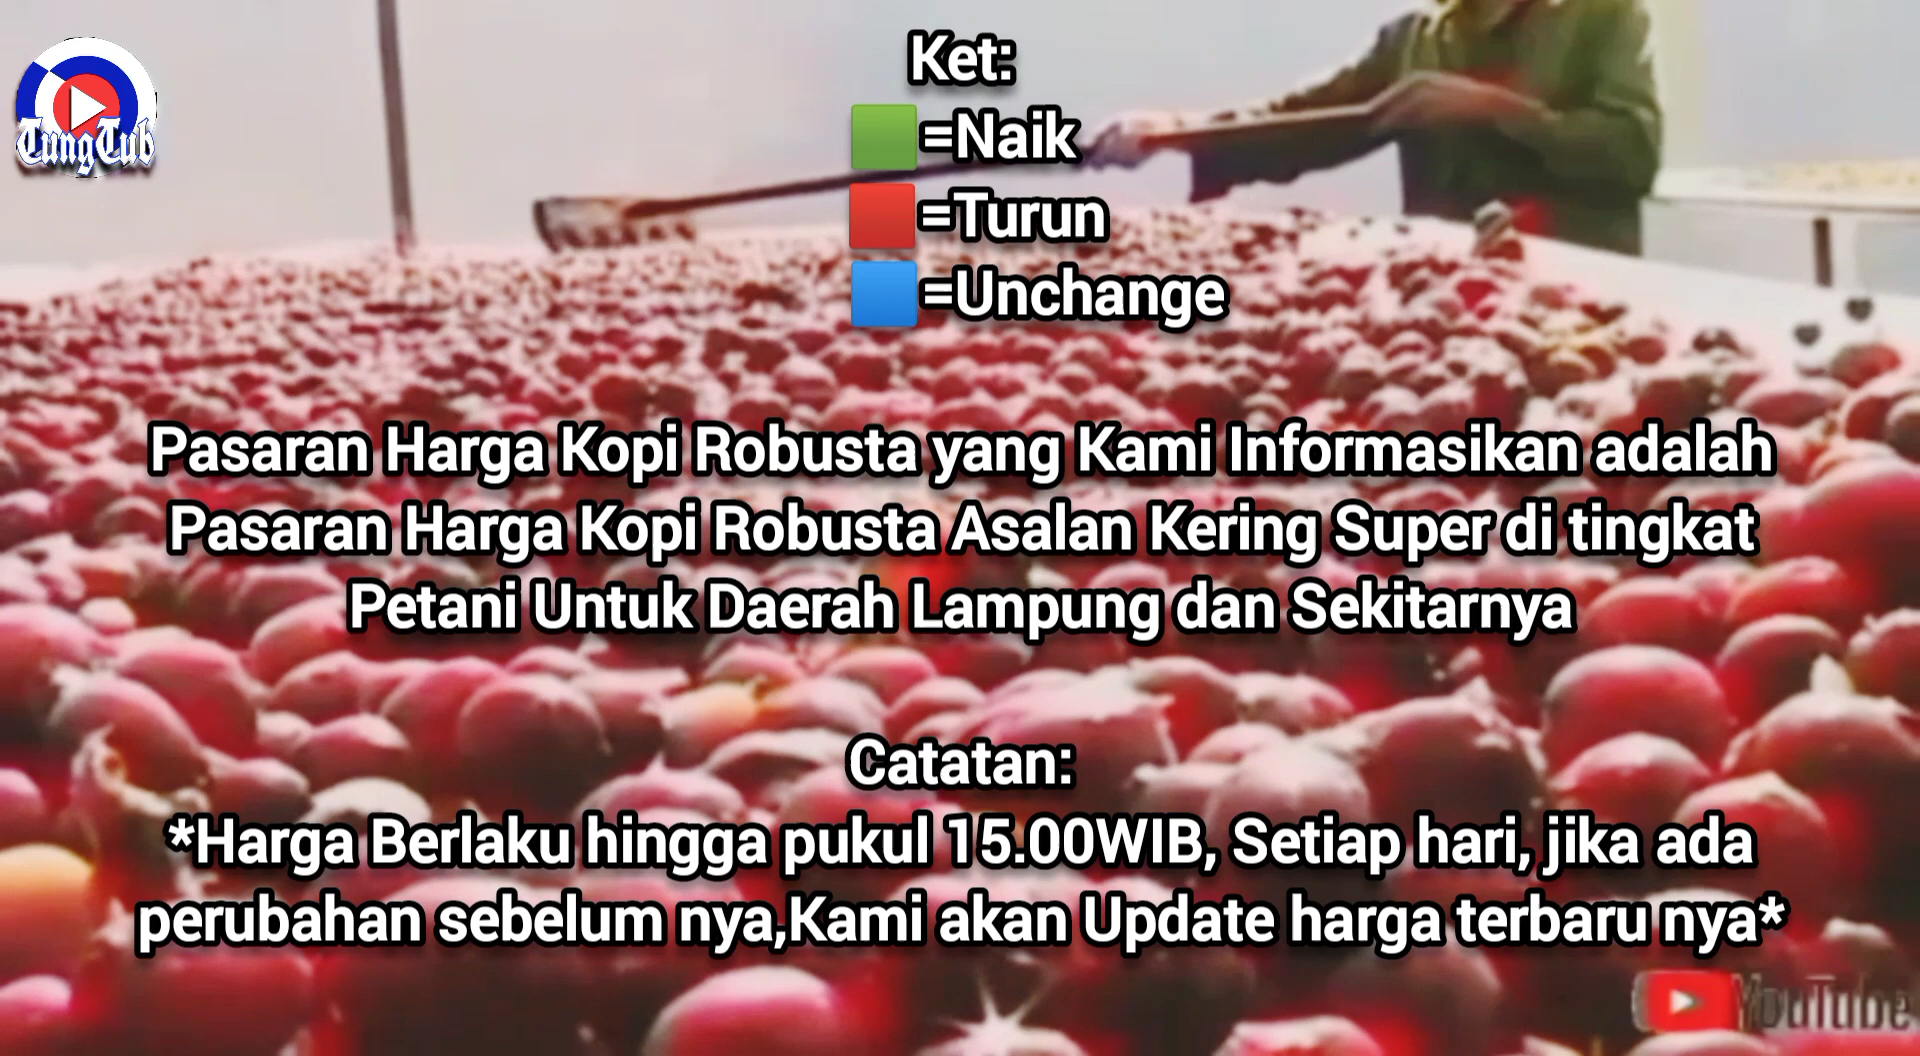 TungTub
Ket:
🟩=Naik
🟥=Turun
🟦=Unchange
Pasaran Harga Kopi Robusta yang Kami Informasikan adalah
Pasaran Harga Kopi Robusta Asalan Kering Super di tingkat
Petani Untuk Daerah Lampung dan Sekitarnya
Catatan:
*Harga Berlaku hingga pukul 15.00WIB, Setiap hari, jika ada
perubahan sebelum nya,Kami akan Update harga terbaru nya*
YouTube